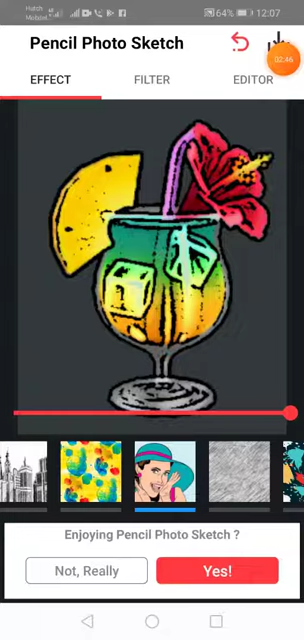 Hutch
Mobitel
64%
12:07
Pencil Photo Sketch
02:46
EFFECT
FILTER
EDITOR
Enjoying Pencil Photo Sketch ?
Not, Really
Yes!